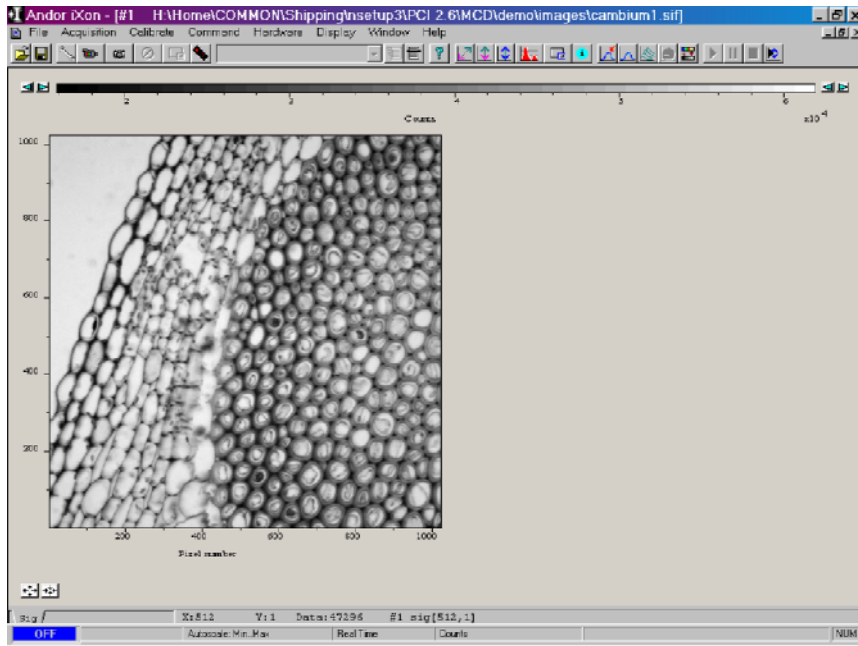 Andor iXon - [#1 H:\Home\COMMON\Shipping\nsetup3\PCI 2.6\MCD\demo\images\cambium1.sif]
File Acquisition Calibrate Command Hardware Display Window Help
2 3 4 5 6
Counts x10^4
1000
800
600
400
200
200 400 600 800 1000
Pixel number
Sig X:512 Y:1 Data:47296 #1 sig[512,1]
OFF Autoscale: Min..Max Real Time Counts NUM